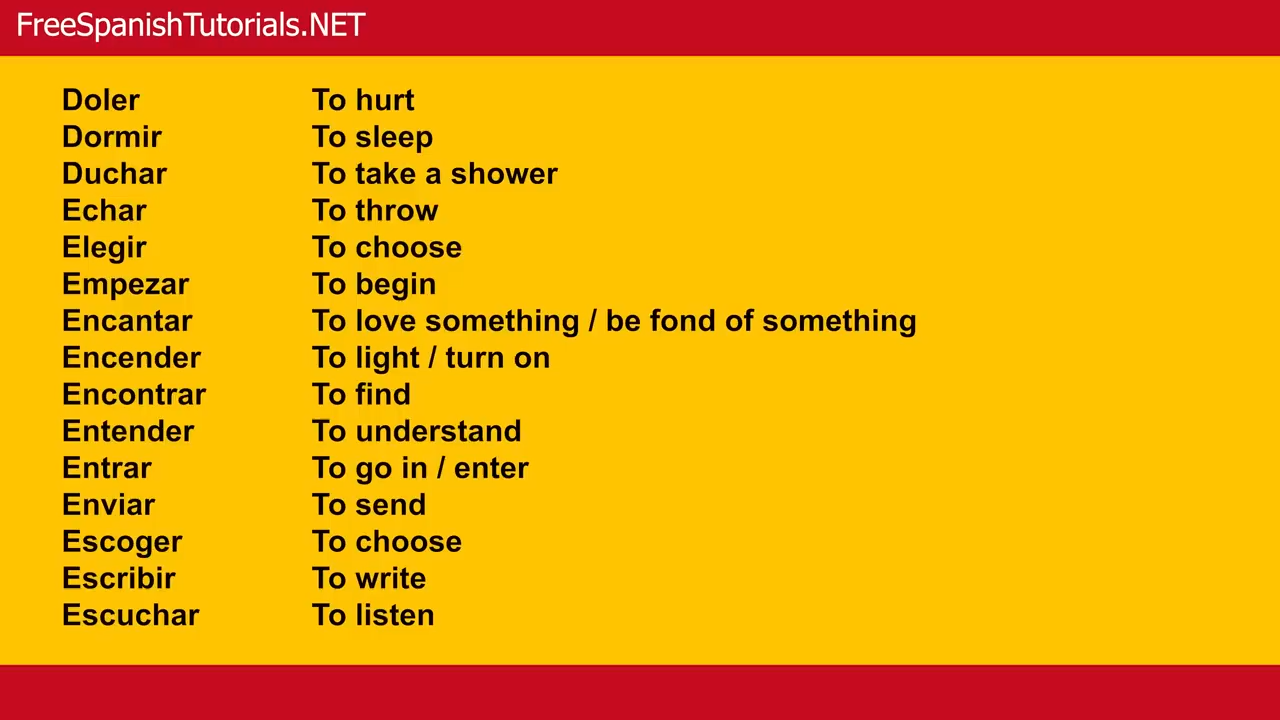 FreeSpanishTutorials.NET
Doler To hurt
Dormir To sleep
Duchar To take a shower
Echar To throw
Elegir To choose
Empezar To begin
Encantar To love something / be fond of something
Encender To light / turn on
Encontrar To find
Entender To understand
Entrar To go in / enter
Enviar To send
Escoger To choose
Escribir To write
Escuchar To listen